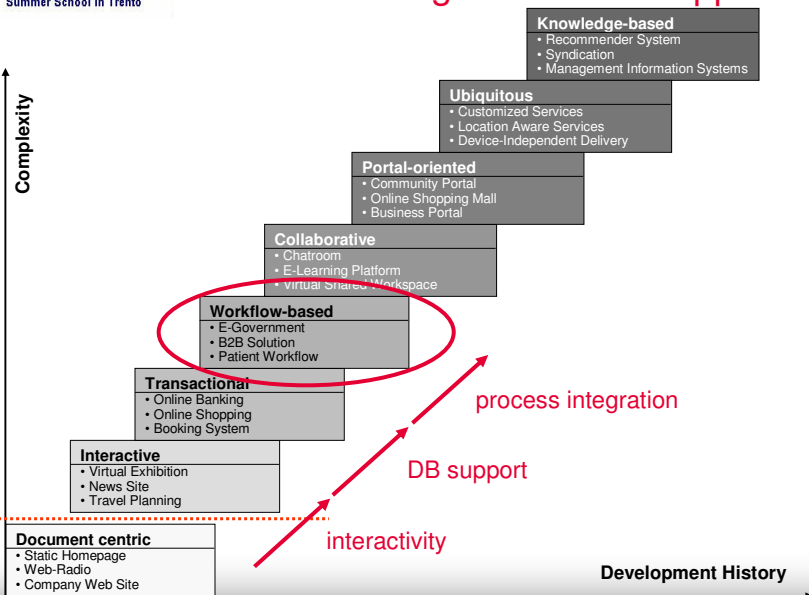 Summer School in Trento
Knowledge-based
• Recommender System
• Syndication
• Management Information Systems
Complexity
Ubiquitous
• Customized Services
• Location Aware Services
• Device-Independent Delivery
Portal-oriented
• Community Portal
• Online Shopping Mall
• Business Portal
Collaborative
• Chatroom
• E-Learning Platform
• Virtual Shared Workspace
Workflow-based
• E-Government
• B2B Solution
• Patient Workflow
Transactional
• Online Banking
• Online Shopping
• Booking System
process integration
Interactive
• Virtual Exhibition
• News Site
• Travel Planning
DB support
interactivity
Document centric
• Static Homepage
• Web-Radio
• Company Web Site
Development History